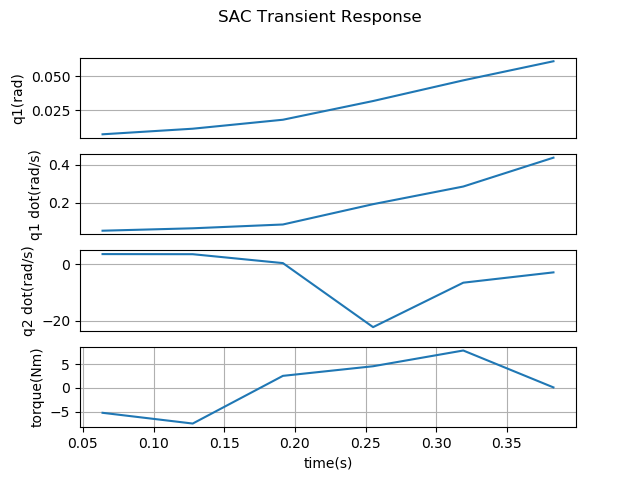 SAC Transient Response
q1(rad)
0.050
0.025
q1 dot(rad/s)
0.4
0.2
q2 dot(rad/s)
0
−20
torque(Nm)
5
0
−5
0.05 0.10 0.15 0.20 0.25 0.30 0.35
time(s)